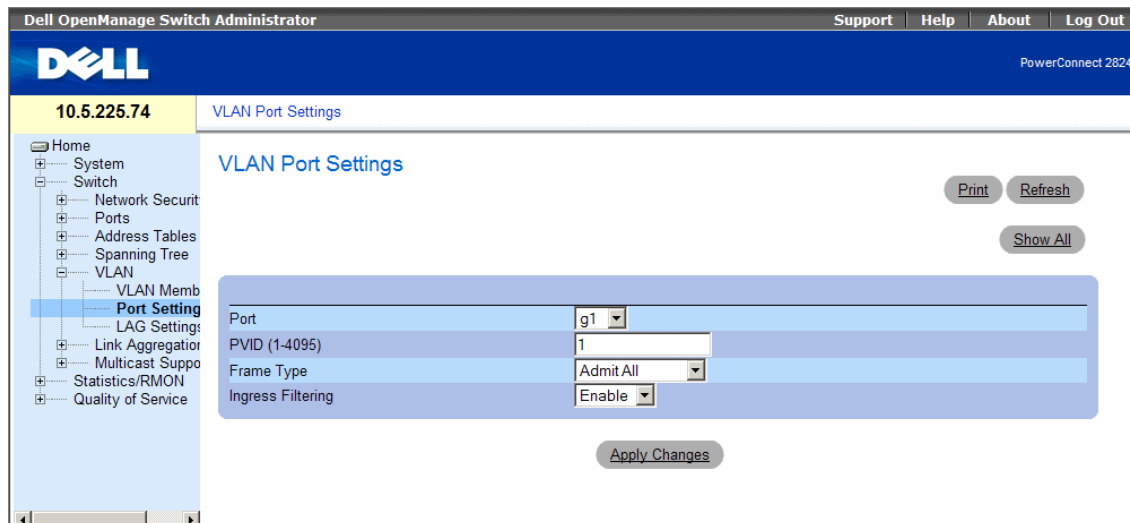 Dell OpenManage Switch Administrator
Support | Help | About | Log Out
DELL
PowerConnect 2824
10.5.225.74
VLAN Port Settings
Home
System
Switch
Network Securit
Ports
Address Tables
Spanning Tree
VLAN
VLAN Memb
Port Setting
LAG Settings
Link Aggregation
Multicast Suppo
Statistics/RMON
Quality of Service
VLAN Port Settings
Print
Refresh
Show All
Port g1
PVID (1-4095) 1
Frame Type Admit All
Ingress Filtering Enable
Apply Changes